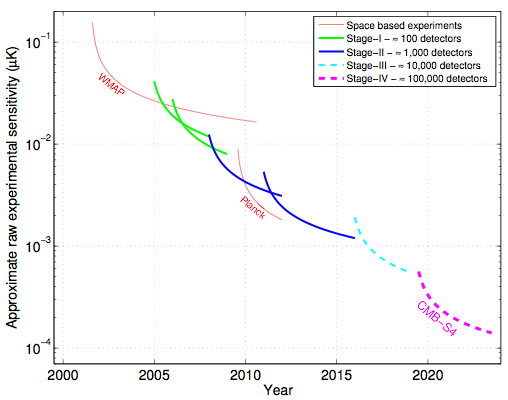 Space based experiments
Stage−I − ≈ 100 detectors
Stage−II − ≈ 1,000 detectors
Stage−III − ≈ 10,000 detectors
Stage−IV − ≈ 100,000 detectors
Approximate raw experimental sensitivity (µK)
10−1
10−2
10−3
10−4
WMAP
Planck
CMB−S4
2000
2005
2010
2015
2020
Year